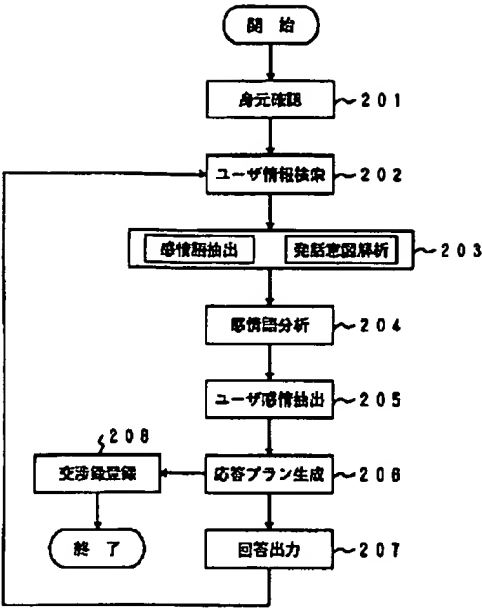 開 始
身元確認 201
ユーザ情報検索 202
感情語抽出 発話意図解析 203
感情語分析 204
ユーザ感情抽出 205
208
交渉録登録 応答プラン生成 206
終 了 回答出力 207